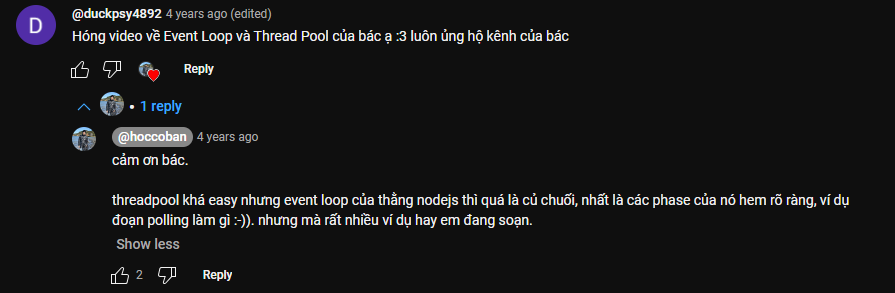 D
@duckpsy4892 4 years ago (edited)
Hóng video về Event Loop và Thread Pool của bác ạ :3 luôn ủng hộ kênh của bác
Reply
• 1 reply
@hoccoban 4 years ago
cảm ơn bác.
threadpool khá easy nhưng event loop của thằng nodejs thì quá là củ chuối, nhất là các phase của nó hem rõ ràng, ví dụ
đoạn polling làm gì :-)). nhưng mà rất nhiều ví dụ hay em đang soạn.
Show less
2 Reply